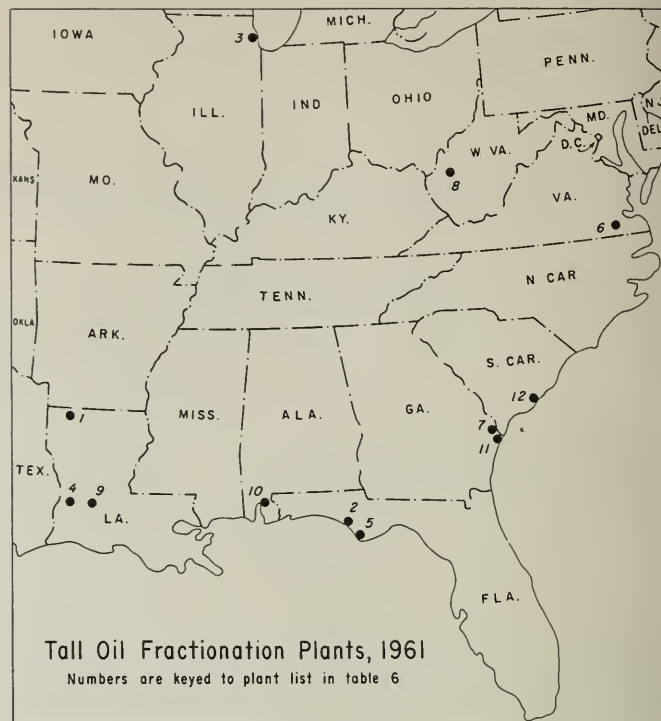 MICH.
IOWA
3
PENN.
ILL.
IND
OHIO
N.J.
MD.
DEL.
D.C.
W VA.
8
KANS
MO.
VA.
6
KY.
N CAR
TENN.
OKLA
ARK.
S. CAR.
12
MISS.
ALA.
GA.
7
1
11
TEX.
4
9
10
2
LA.
5
FLA.
Tall Oil Fractionation Plants, 1961
Numbers are keyed to plant list in table 6